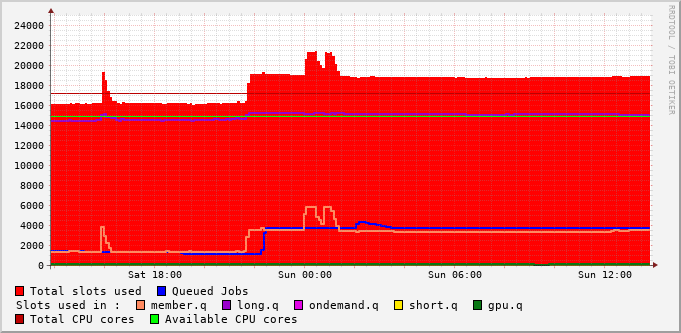 24000
22000
20000
18000
16000
14000
12000
10000
8000
6000
4000
2000
0
Sat 18:00 Sun 00:00 Sun 06:00 Sun 12:00
Total slots used Queued Jobs
Slots used in : member.q long.q ondemand.q short.q gpu.q
Total CPU cores Available CPU cores
RRDTOOL / TOBI OETIKER